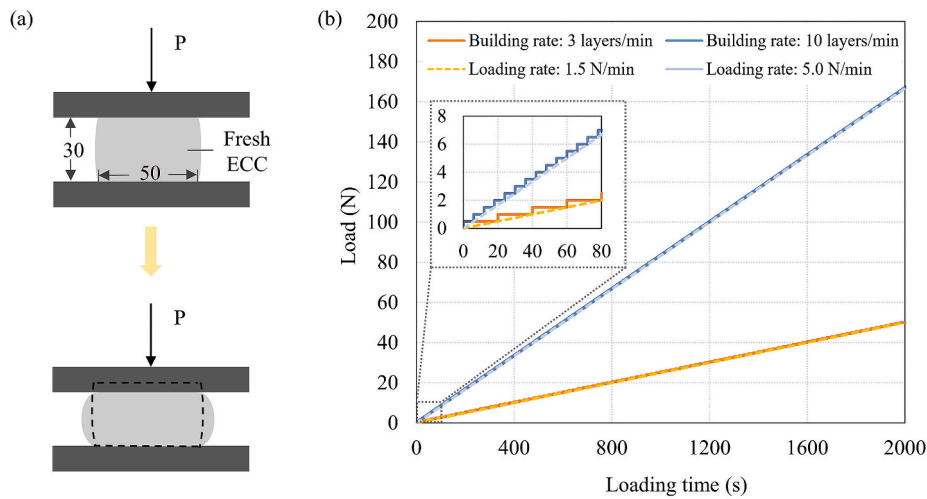 (a)
P
30
50
Fresh
ECC
P
(b)
Load (N)
200
180
160
140
120
100
80
60
40
20
0
Building rate: 3 layers/min
Building rate: 10 layers/min
Loading rate: 1.5 N/min
Loading rate: 5.0 N/min
8
6
4
2
0
0 20 40 60 80
0 400 800 1200 1600 2000
Loading time (s)